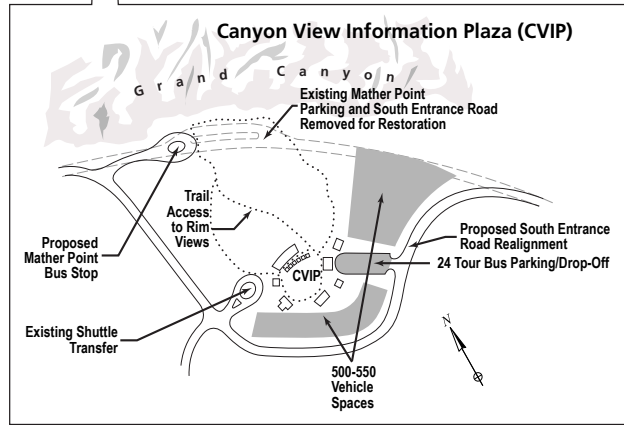 Canyon View Information Plaza (CVIP)
Grand Canyon
Existing Mather Point
Parking and South Entrance Road
Removed for Restoration
Trail
Access
to Rim
Views
Proposed
Mather Point
Bus Stop
Proposed South Entrance
Road Realignment
24 Tour Bus Parking/Drop-Off
CVIP
Existing Shuttle
Transfer
500-550
Vehicle
Spaces
N